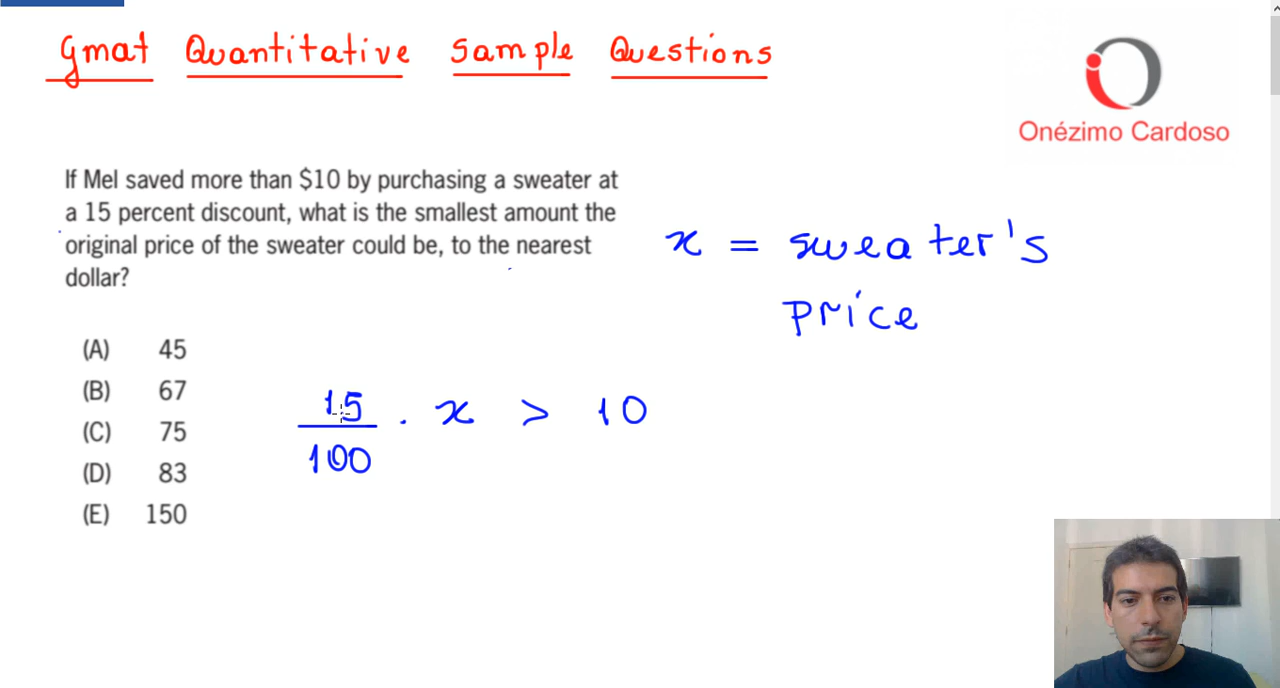 Gmat Quantitative Sample Questions
Onézimo Cardoso
If Mel saved more than $10 by purchasing a sweater at
a 15 percent discount, what is the smallest amount the
original price of the sweater could be, to the nearest
dollar?
x = sweater's
price
(A) 45
(B) 67
(C) 75
(D) 83
(E) 150
15
100 . x > 10